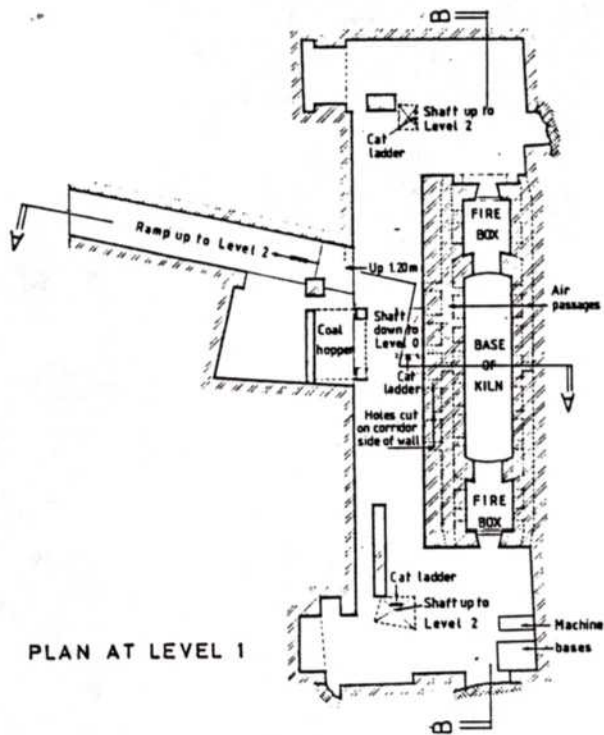 B
Shaft up to
Level 2
Cat
ladder
FIRE
BOX
A
Ramp up to Level 2
Up 1.20m
Air
passages
Shaft
down to
Level 0
Coal
hopper
BASE
OF
KILN
Cat
ladder
A
Holes cut
on corridor
side of wall
FIRE
BOX
Cat ladder
Shaft up to
Level 2
Machine
bases
PLAN AT LEVEL 1
B